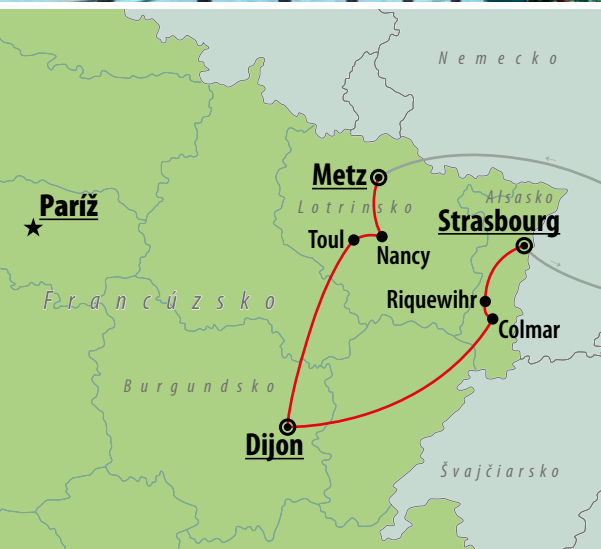 Nemecko
Metz
Alsasko
Paríž
Lotrinsko
Strasbourg
Toul
Nancy
Francúzsko
Riquewihr
Colmar
Burgundsko
Dijon
Švajčiarsko